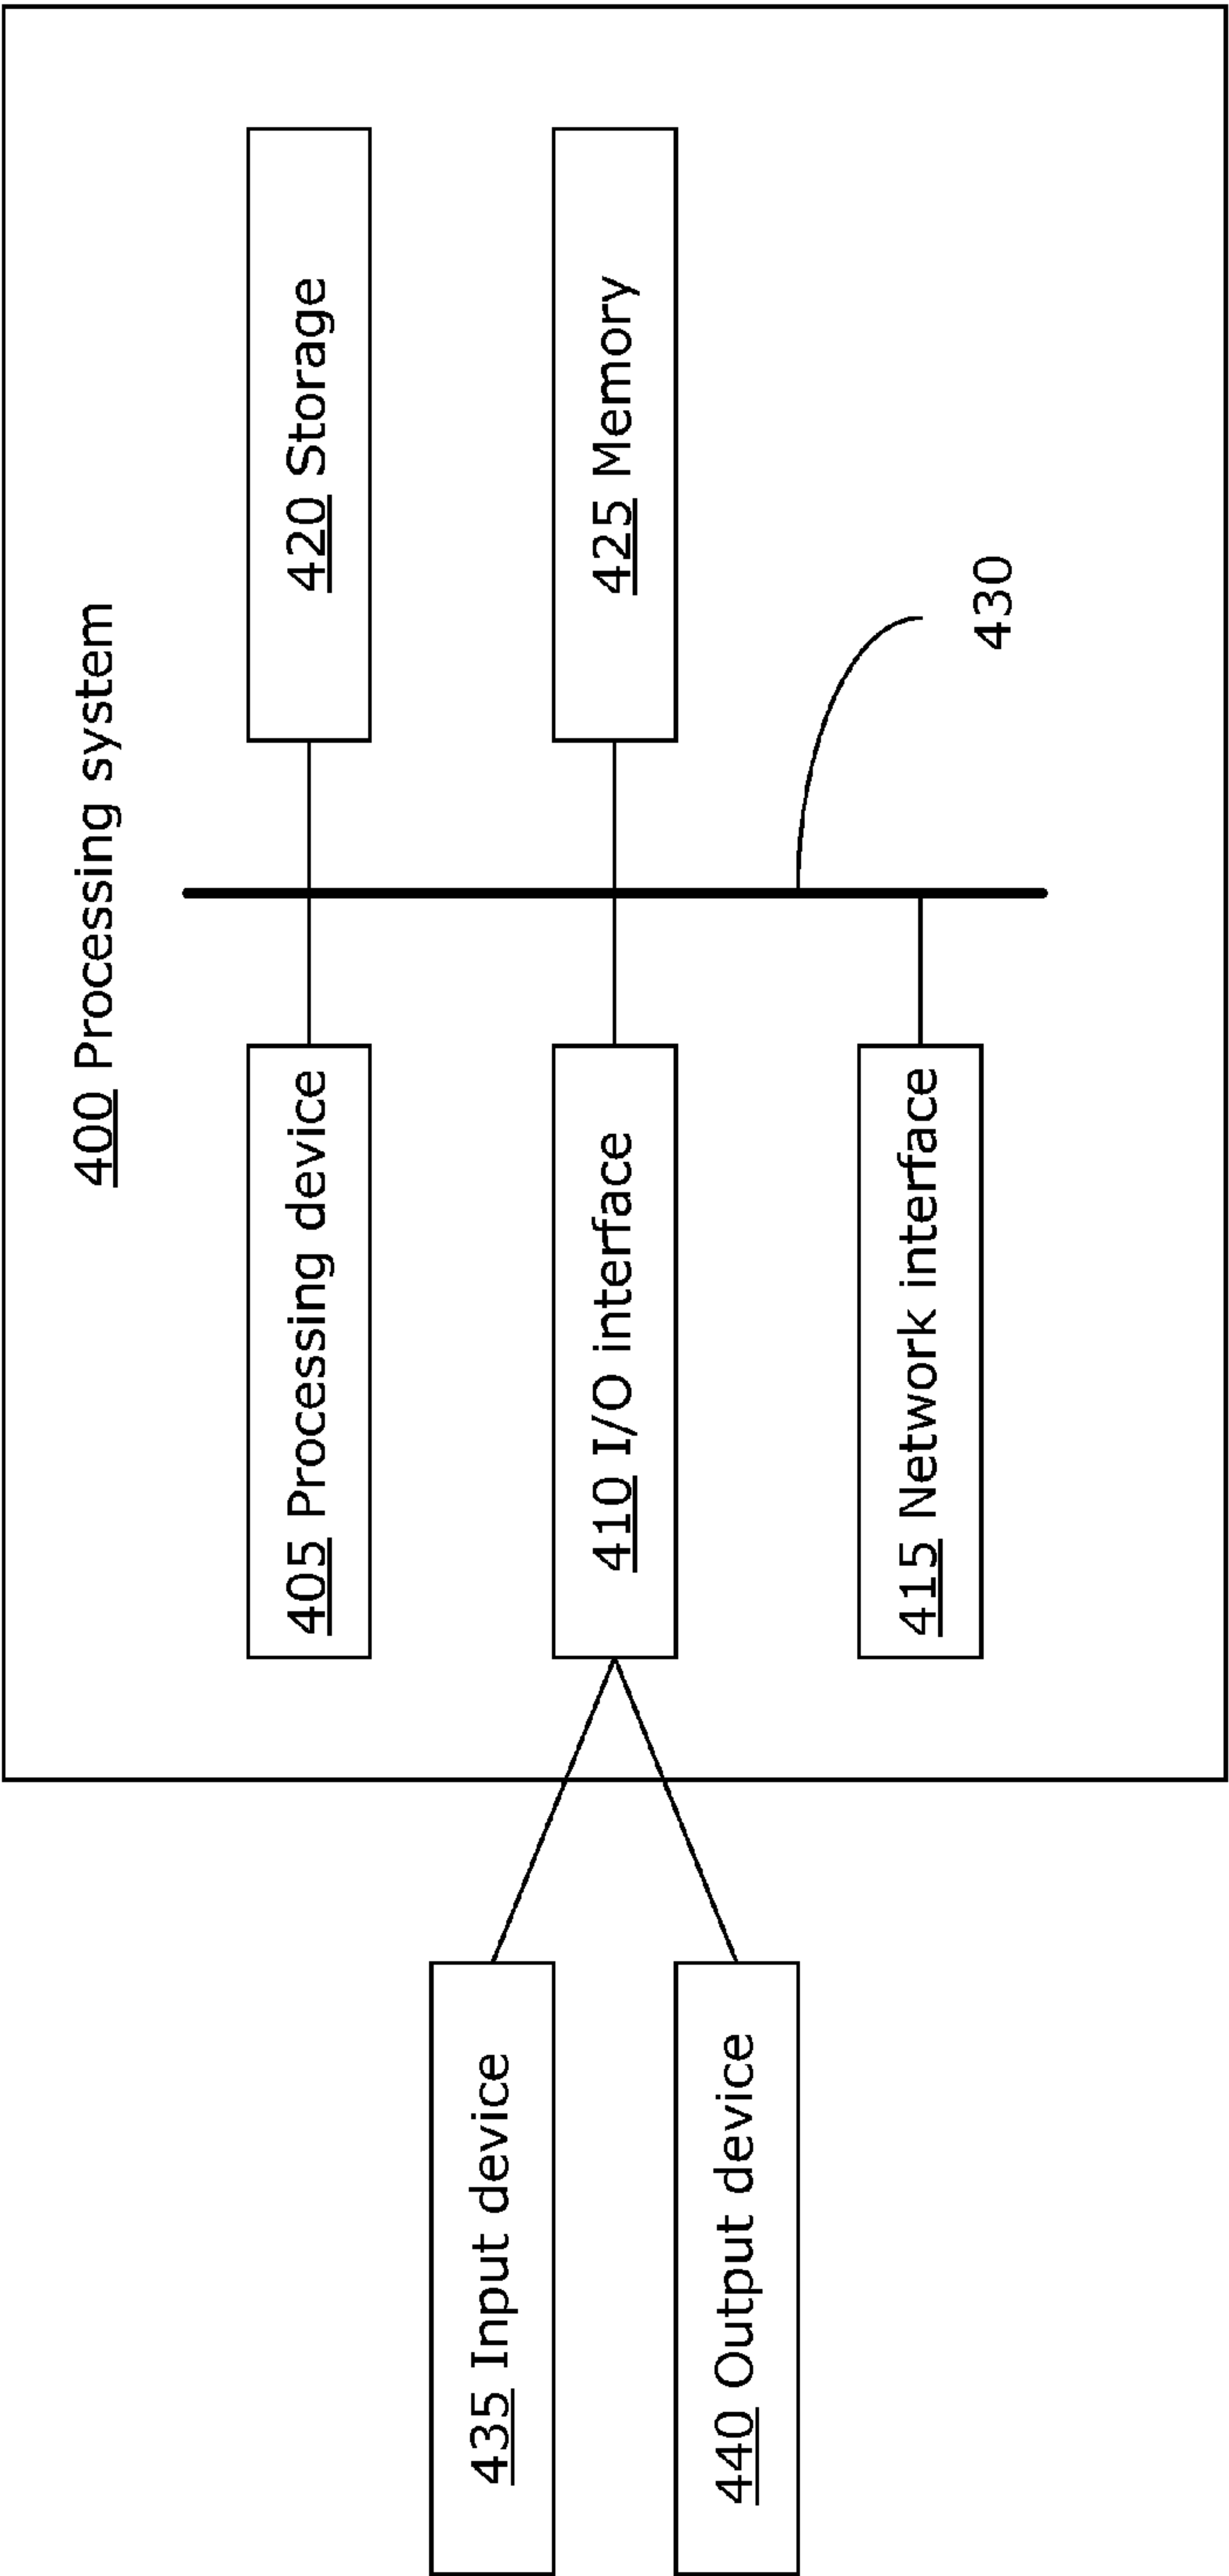 400 Processing system
405 Processing device
420 Storage
435 Input device
410 I/O interface
425 Memory
440 Output device
415 Network interface
430